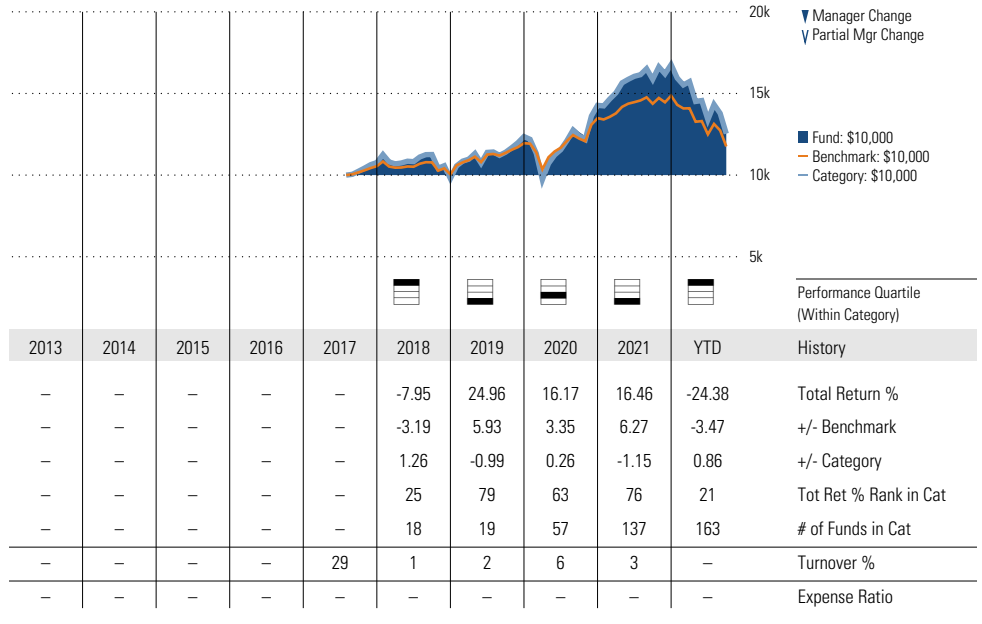 20k
15k
10k
5k
Manager Change
Partial Mgr Change
Fund: $10,000
Benchmark: $10,000
Category: $10,000
Performance Quartile
(Within Category)
2013 2014 2015 2016 2017 2018 2019 2020 2021 YTD History
– – – – – -7.95 24.96 16.17 16.46 -24.38 Total Return %
– – – – – -3.19 5.93 3.35 6.27 -3.47 +/- Benchmark
– – – – – 1.26 -0.99 0.26 -1.15 0.86 +/- Category
– – – – – 25 79 63 76 21 Tot Ret % Rank in Cat
– – – – – 18 19 57 137 163 # of Funds in Cat
– – – – 29 1 2 6 3 – Turnover %
– – – – – – – – – – Expense Ratio